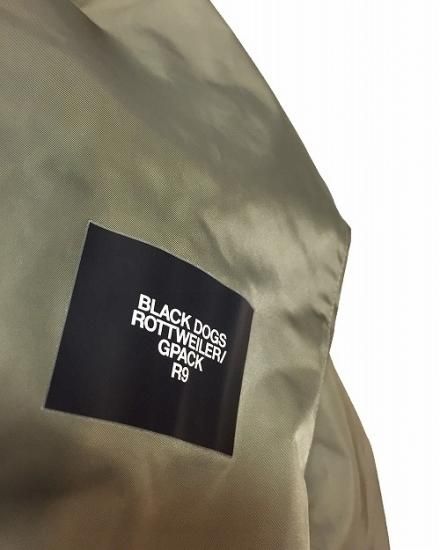 BLACK DOGS
ROTTWEILER/
GPACK
R9